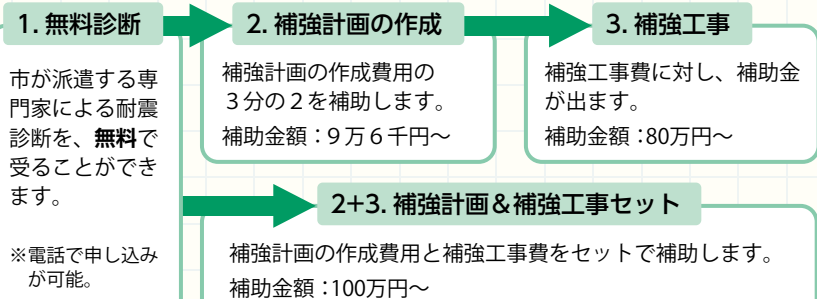 1. 無料診断
市が派遣する専
門家による耐震
診断を、無料で
受ることができ
ます。
※電話で申し込み
が可能。
2. 補強計画の作成
補強計画の作成費用の
３分の２を補助します。
補助金額：９万６千円～
3. 補強工事
補強工事費に対し、補助金
が出ます。
補助金額：80万円～
2+3. 補強計画＆補強工事セット
補強計画の作成費用と補強工事費をセットで補助します。
補助金額：100万円～